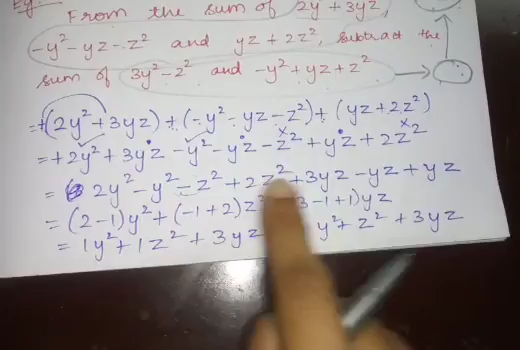 Eg:- From the sum of 2y² + 3yz,
-y² - yz - z² and yz + 2z², subtract the
sum of 3y² - z² and -y² + yz + z²
= +(2y² + 3yz) + (-y² - yz - z²) + (yz + 2z²)
= +2y² + 3yz - y² - yz - z² + yz + 2z²
= 2y² - y² - z² + 2z² + 3yz - yz + yz
= (2-1)y² + (-1+2)z² 3-1+1)yz
= 1y² + 1z² + 3yz y² + z² + 3yz